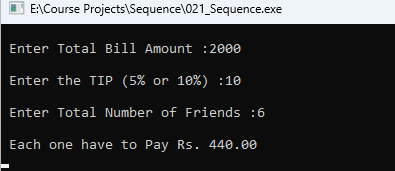 E:\Course Projects\Sequence\021_Sequence.exe
Enter Total Bill Amount :2000
Enter the TIP (5% or 10%) :10
Enter Total Number of Friends :6
Each one have to Pay Rs. 440.00